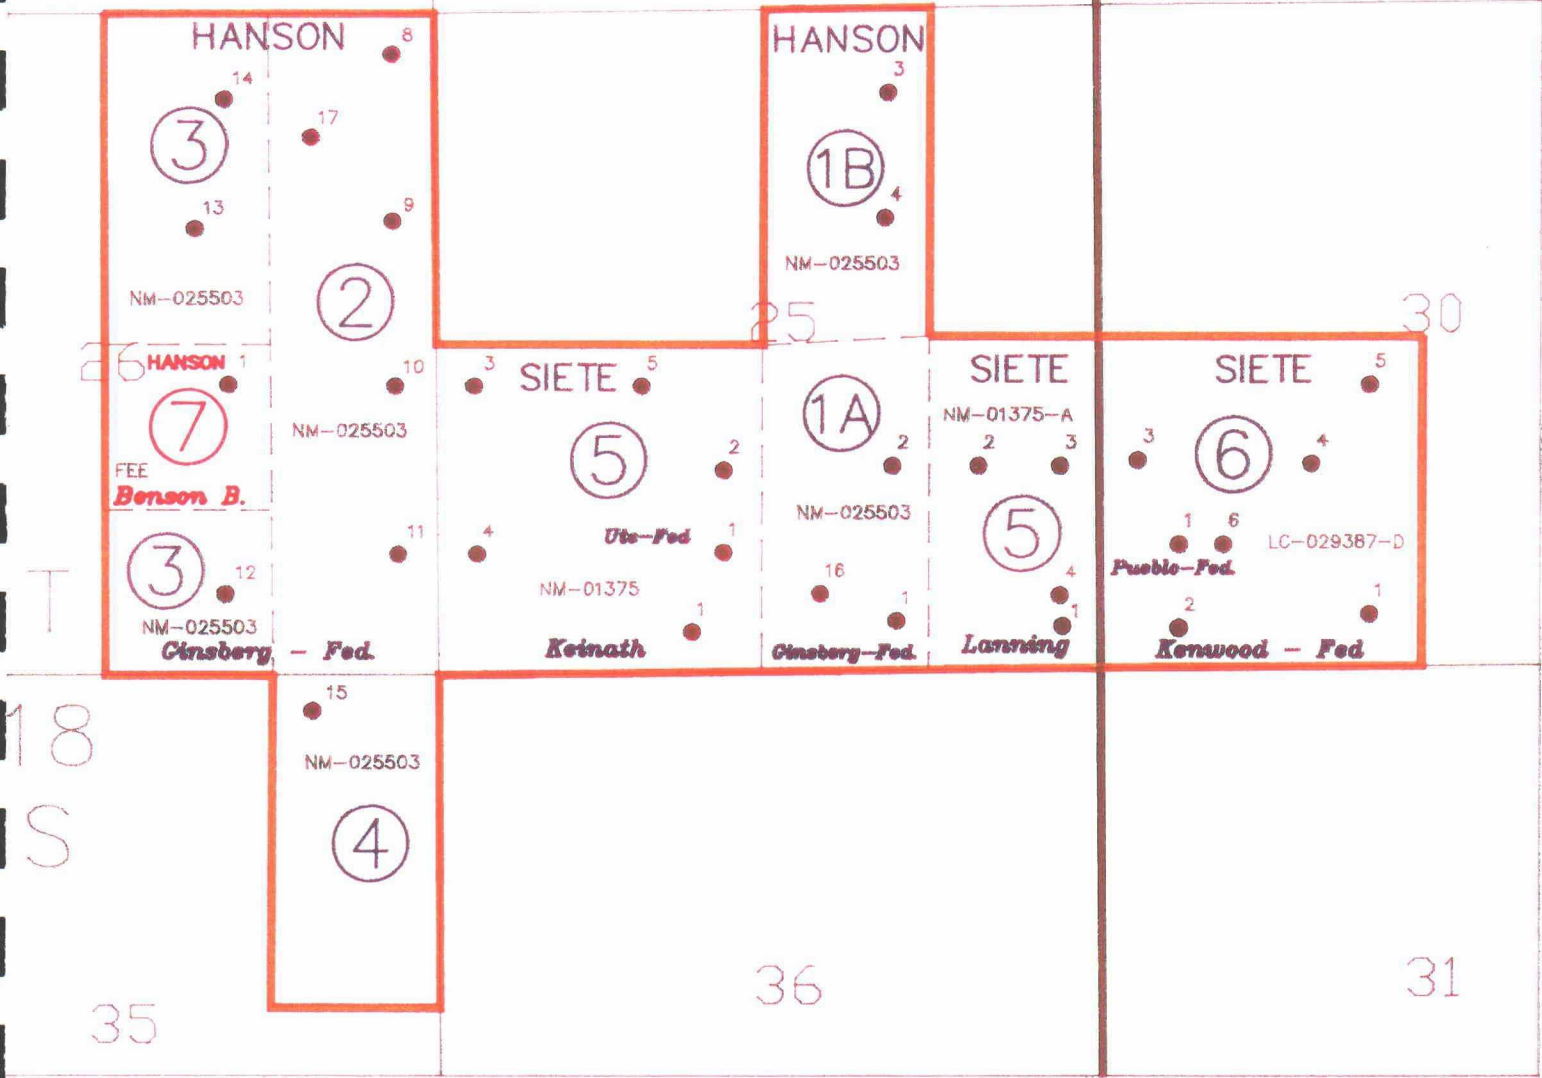 HANSON
8
14
17
3
13
9
NM-025503
2
26
HANSON
1
10
7
NM-025503
FEE
Benson B.
3
12
11
NM-025503
Ginsberg - Fed.
15
NM-025503
4
HANSON
3
1B
4
NM-025503
25
3
SIETE
5
5
2
4
Ute-Fed
1
NM-01375
1
Keinath
1A
2
NM-025503
16
1
Ginsberg-Fed.
SIETE
NM-01375-A
2
3
5
4
1
Lanning
30
SIETE
5
3
6
4
1
6
LC-029387-D
Pueblo-Fed.
2
1
Kenwood - Fed
T
18
S
35
36
31